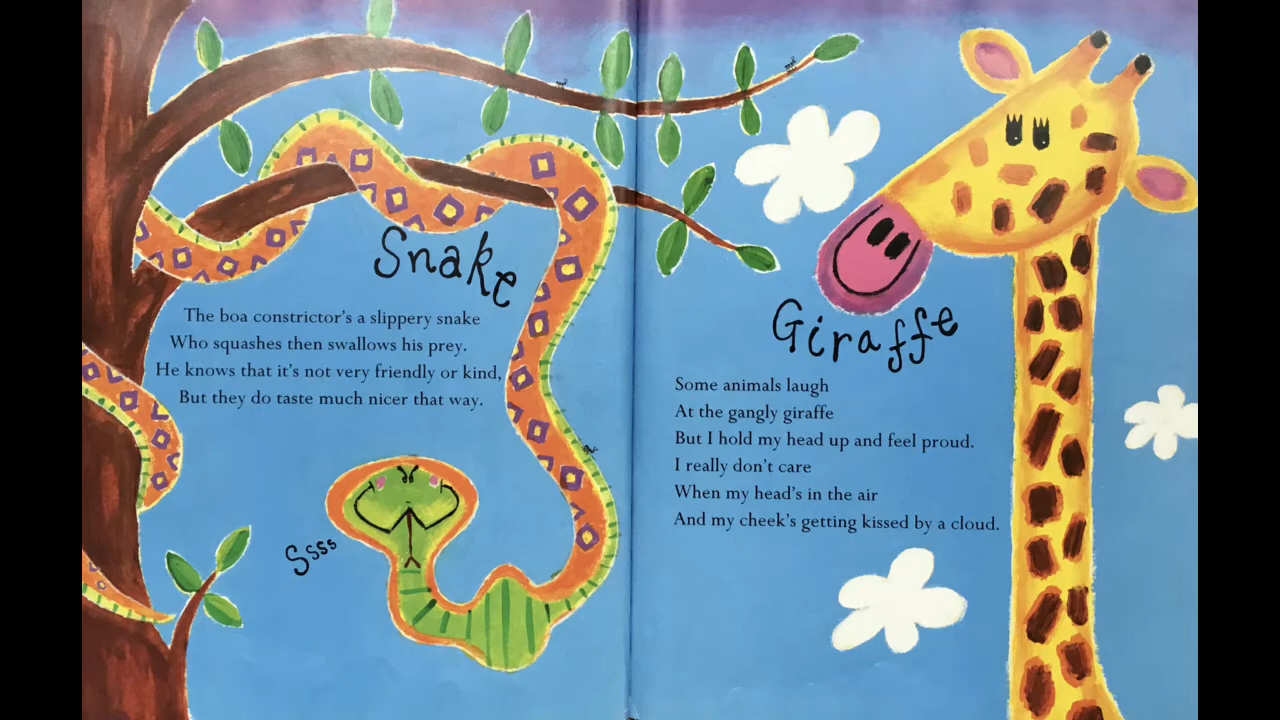 Snake
The boa constrictor's a slippery snake
Who squashes then swallows his prey.
He knows that it's not very friendly or kind,
But they do taste much nicer that way.
Ssss
Giraffe
Some animals laugh
At the gangly giraffe
But I hold my head up and feel proud.
I really don't care
When my head's in the air
And my cheek's getting kissed by a cloud.